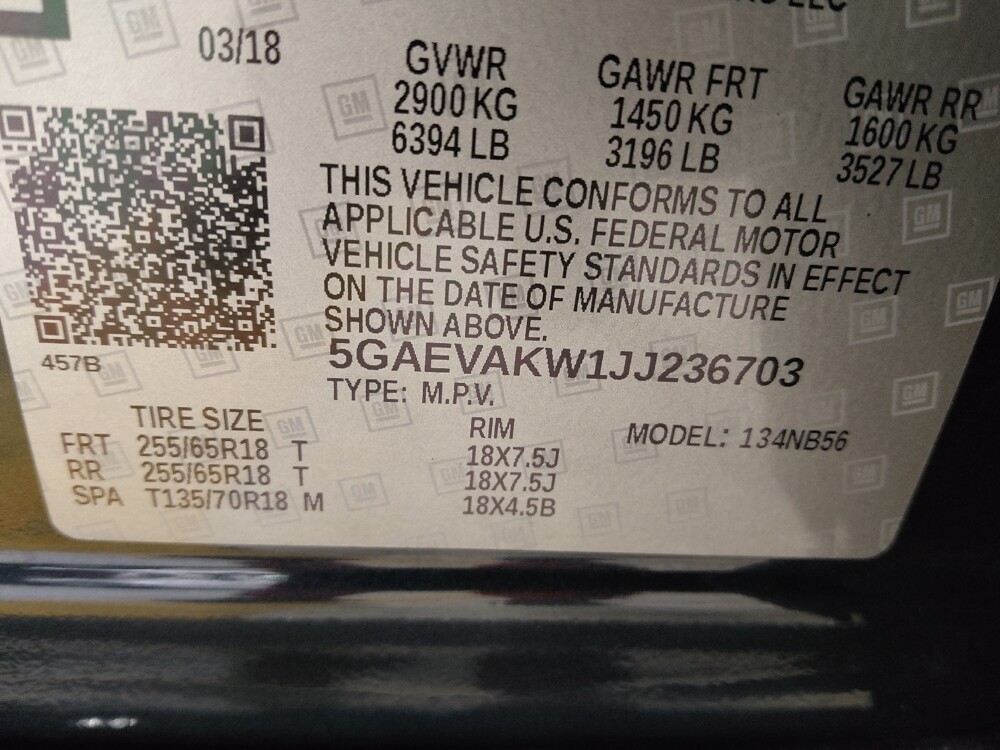 LLC
03/18
GVWR GAWR FRT GAWR RR
2900 KG 1450 KG 1600 KG
6394 LB 3196 LB 3527 LB
THIS VEHICLE CONFORMS TO ALL
APPLICABLE U.S. FEDERAL MOTOR
VEHICLE SAFETY STANDARDS IN EFFECT
ON THE DATE OF MANUFACTURE
SHOWN ABOVE.
457B
5GAEVAKW1JJ236703
TYPE: M.P.V.
TIRE SIZE RIM MODEL: 134NB56
FRT 255/65R18 T 18X7.5J
RR 255/65R18 T 18X7.5J
SPA T135/70R18 M 18X4.5B
GM